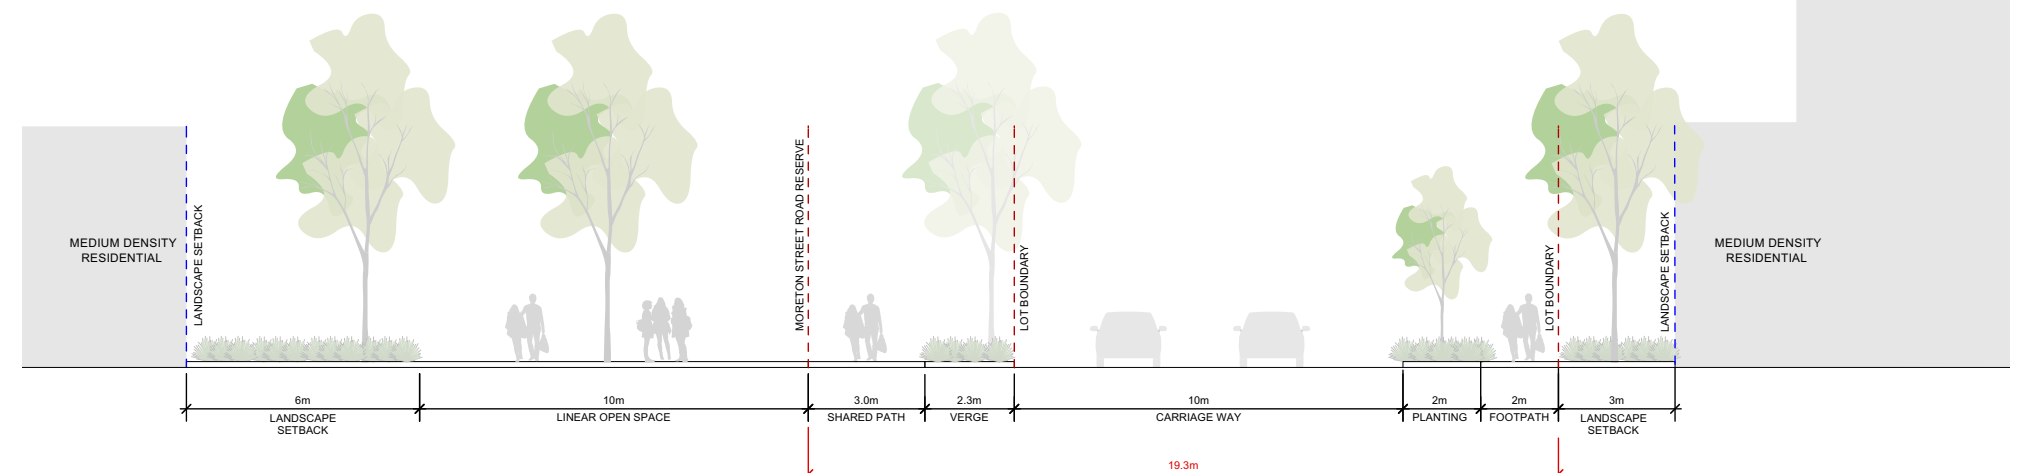 MEDIUM DENSITY
RESIDENTIAL
LANDSCAPE SETBACK
MORETON STREET ROAD RESERVE
LOT BOUNDARY
LOT BOUNDARY
LANDSCAPE SETBACK
MEDIUM DENSITY
RESIDENTIAL
6m
LANDSCAPE
SETBACK
10m
LINEAR OPEN SPACE
3.0m
SHARED PATH
2.3m
VERGE
10m
CARRIAGE WAY
2m
PLANTING
2m
FOOTPATH
3m
LANDSCAPE
SETBACK
19.3m